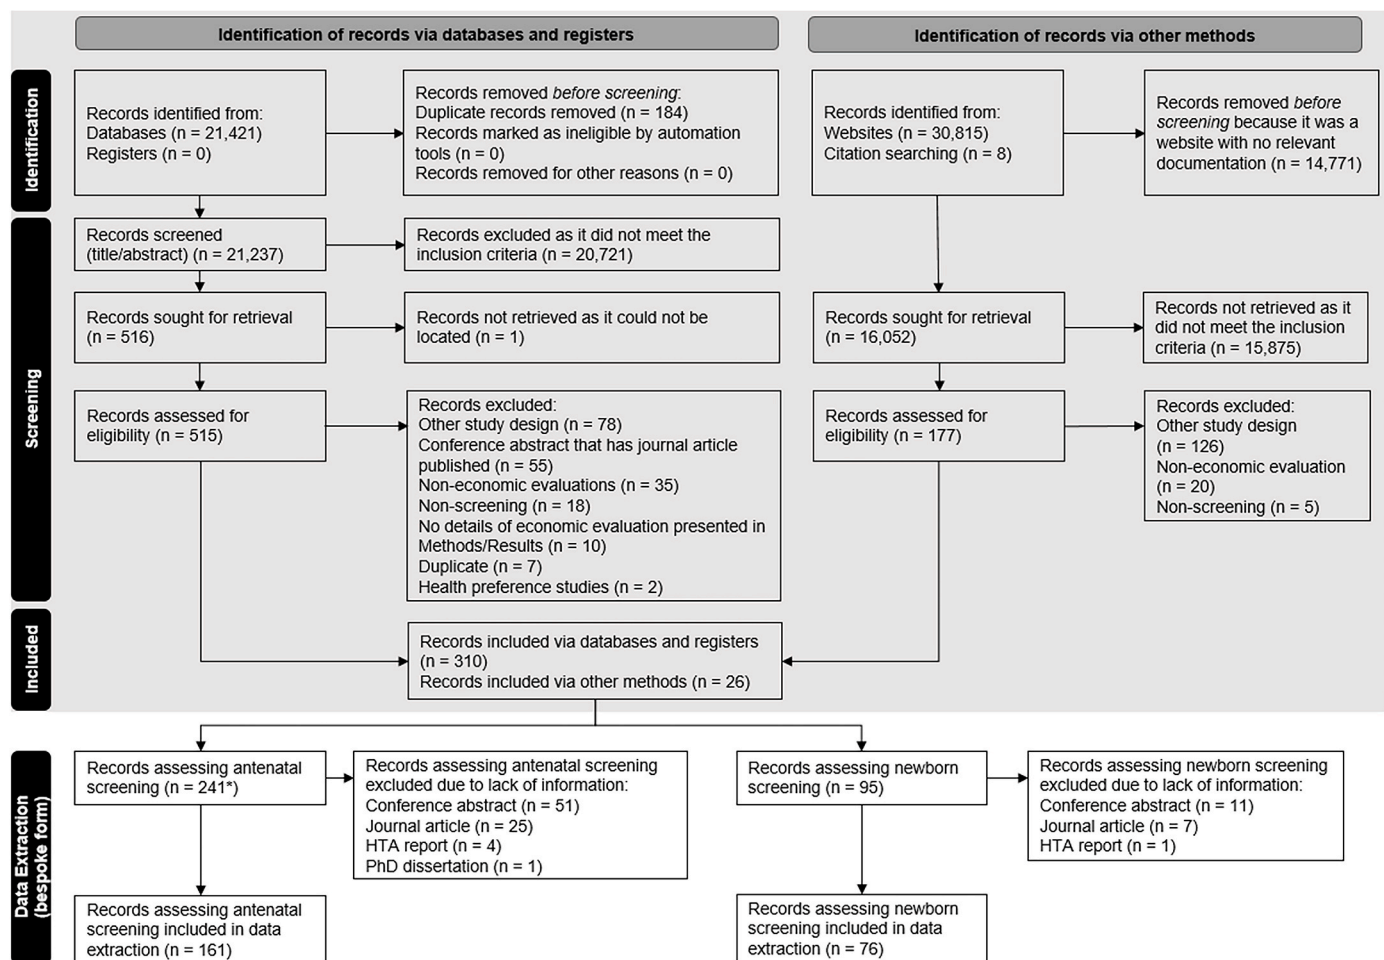 Identification of records via databases and registers
Identification of records via other methods
Identification
Records identified from:
Databases (n = 21,421)
Registers (n = 0)
Records removed before screening:
Duplicate records removed (n = 184)
Records marked as ineligible by automation
tools (n = 0)
Records removed for other reasons (n = 0)
Records identified from:
Websites (n = 30,815)
Citation searching (n = 8)
Records removed before
screening because it was a
website with no relevant
documentation (n = 14,771)
Screening
Records screened
(title/abstract) (n = 21,237)
Records excluded as it did not meet the
inclusion criteria (n = 20,721)
Records sought for retrieval
(n = 516)
Records not retrieved as it could not be
located (n = 1)
Records sought for retrieval
(n = 16,052)
Records not retrieved as it
did not meet the inclusion
criteria (n = 15,875)
Records assessed for
eligibility (n = 515)
Records excluded:
Other study design (n = 78)
Conference abstract that has journal article
published (n = 55)
Non-economic evaluations (n = 35)
Non-screening (n = 18)
No details of economic evaluation presented in
Methods/Results (n = 10)
Duplicate (n = 7)
Health preference studies (n = 2)
Records assessed for
eligibility (n = 177)
Records excluded:
Other study design
(n = 126)
Non-economic evaluation
(n = 20)
Non-screening (n = 5)
Included
Records included via databases and registers
(n = 310)
Records included via other methods (n = 26)
Data Extraction
(bespoke form)
Records assessing antenatal
screening (n = 241*)
Records assessing antenatal screening
excluded due to lack of information:
Conference abstract (n = 51)
Journal article (n = 25)
HTA report (n = 4)
PhD dissertation (n = 1)
Records assessing newborn
screening (n = 95)
Records assessing newborn screening
excluded due to lack of information:
Conference abstract (n = 11)
Journal article (n = 7)
HTA report (n = 1)
Records assessing antenatal
screening included in data
extraction (n = 161)
Records assessing newborn
screening included in data
extraction (n = 76)